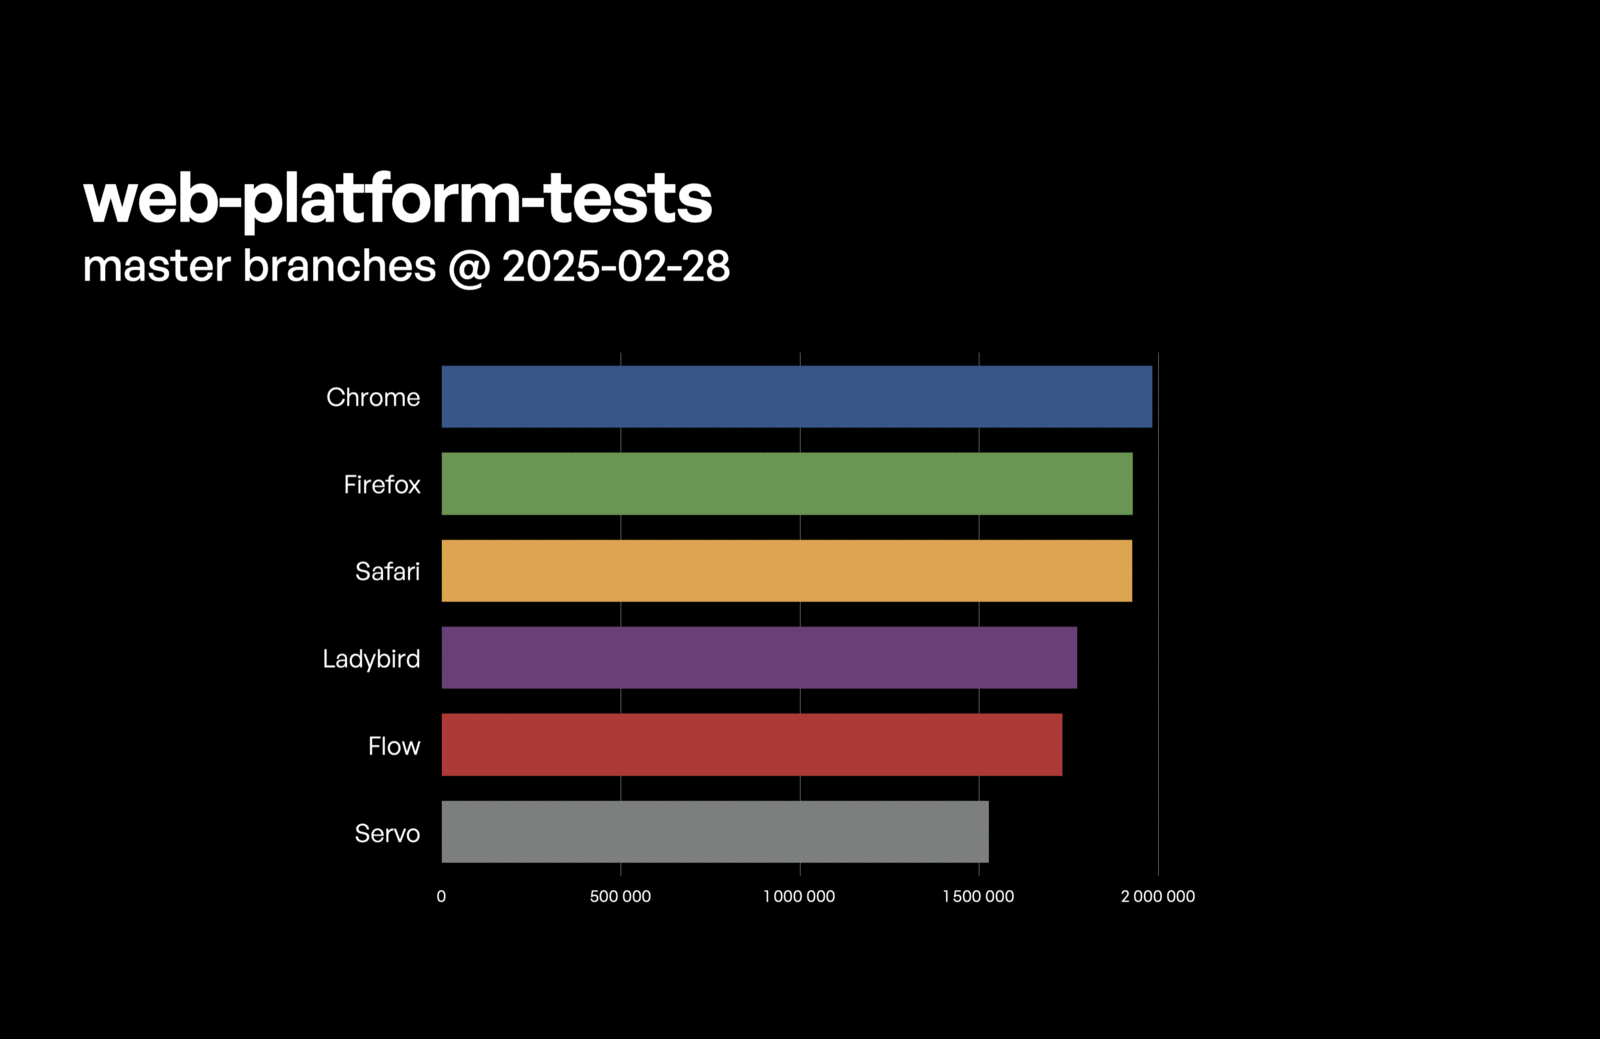 web-platform-tests
master branches @ 2025-02-28
Chrome
Firefox
Safari
Ladybird
Flow
Servo
0 500 000 1 000 000 1 500 000 2 000 000